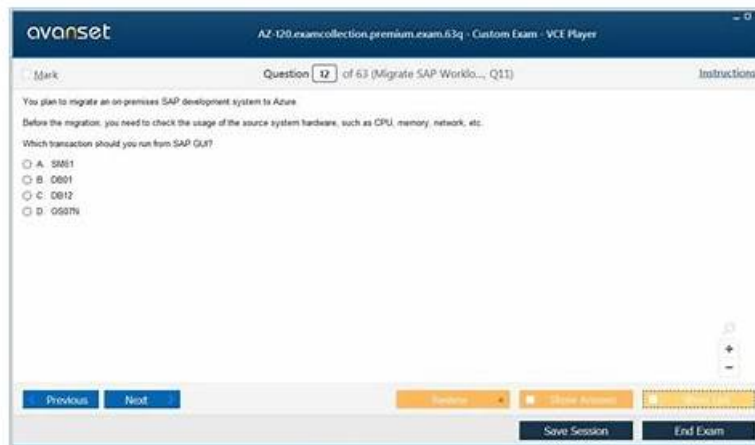 avanset
AZ-120.examcollection.premium.exam.63q - Custom Exam - VCE Player
Mark
Question 12 of 63 (Migrate SAP Worklo..., Q11)
Instructions
You plan to migrate an on-premises SAP development system to Azure.
Before the migration, you need to check the usage of the source system hardware, such as CPU, memory, network, etc.
Which transaction should you run from SAP GUI?
A. SM51
B. DB01
C. DB12
D. OS07N
Previous
Next
Review
Show Answer
Save Session
End Exam